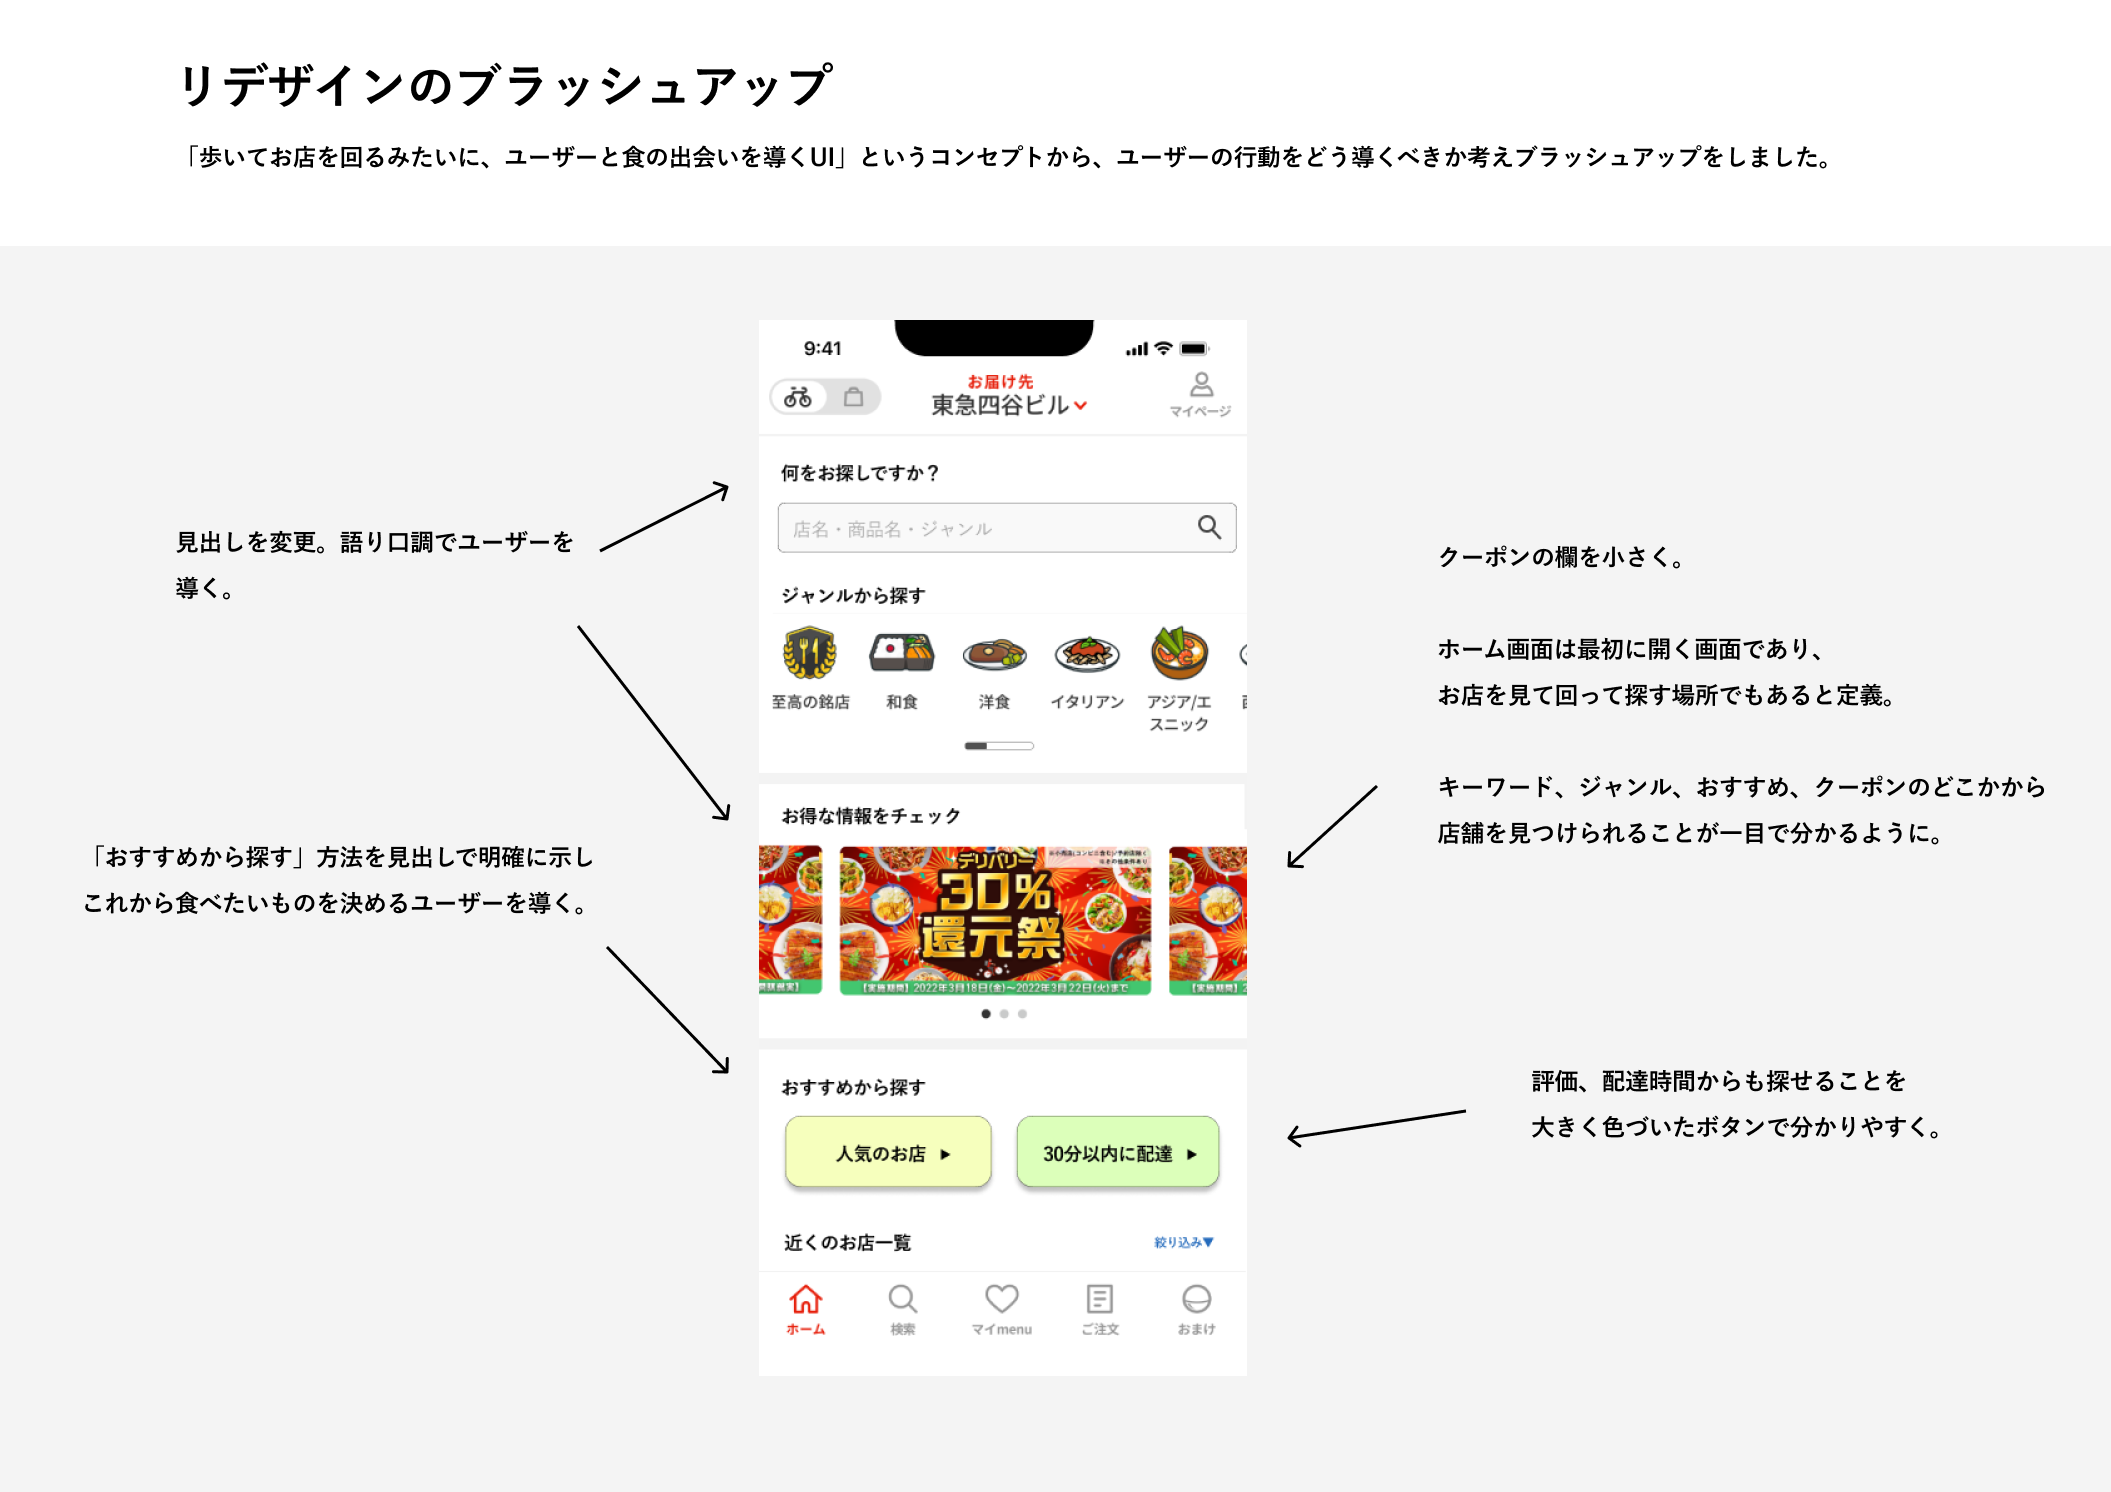 リデザインのブラッシュアップ
「歩いてお店を回るみたいに、ユーザーと食の出会いを導くUI」というコンセプトから、ユーザーの行動をどう導くべきか考えブラッシュアップをしました。
9:41
お届け先
東急四谷ビル
マイページ
何をお探しですか？
店名・商品名・ジャンル
ジャンルから探す
至高の銘店
和食
洋食
イタリアン
アジア/エ
スニック
お得な情報をチェック
デリバリー
30%
還元祭
【実施期間】2022年3月18日(金)～2022年3月22日(火)まで
おすすめから探す
人気のお店 ▶
30分以内に配達 ▶
近くのお店一覧
絞り込み▼
ホーム
検索
マイmenu
ご注文
おまけ
見出しを変更。語り口調でユーザーを
導く。
「おすすめから探す」方法を見出しで明確に示し
これから食べたいものを決めるユーザーを導く。
クーポンの欄を小さく。
ホーム画面は最初に開く画面であり、
お店を見て回って探す場所でもあると定義。
キーワード、ジャンル、おすすめ、クーポンのどこかから
店舗を見つけられることが一目で分かるように。
評価、配達時間からも探せることを
大きく色づいたボタンで分かりやすく。